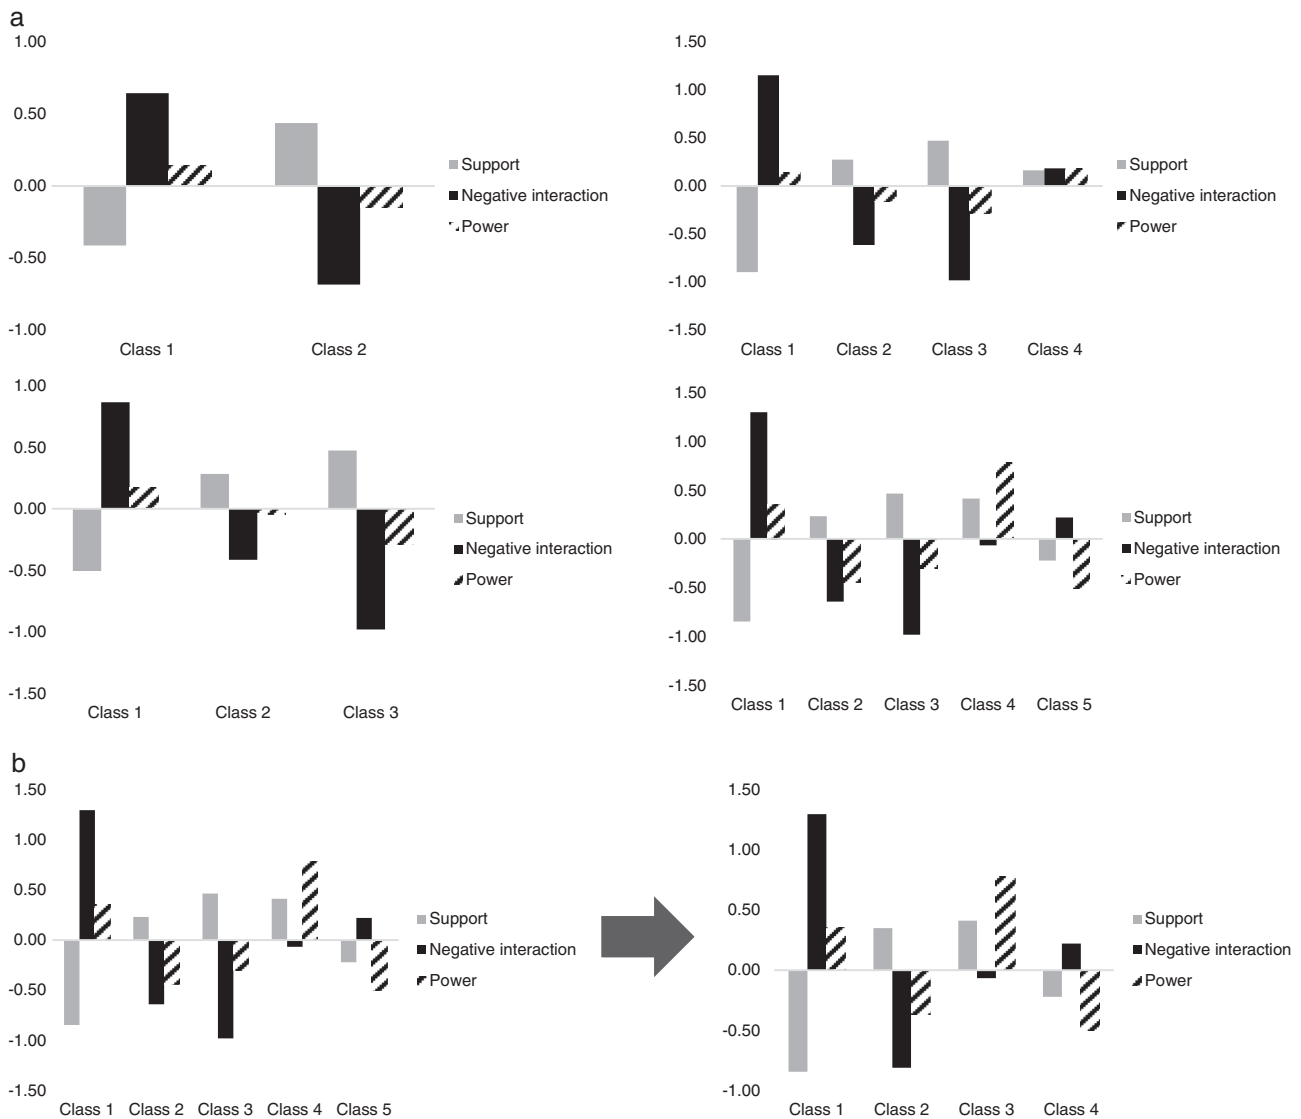 a
1.00
0.50
0.00
-0.50
-1.00
Class 1 Class 2
Support
Negative interaction
Power
1.50
1.00
0.50
0.00
-0.50
-1.00
-1.50
Class 1 Class 2 Class 3 Class 4
Support
Negative interaction
Power
1.00
0.50
0.00
-0.50
-1.00
-1.50
Class 1 Class 2 Class 3
Support
Negative interaction
Power
1.50
1.00
0.50
0.00
-0.50
-1.00
-1.50
Class 1 Class 2 Class 3 Class 4 Class 5
Support
Negative interaction
Power
b
1.50
1.00
0.50
0.00
-0.50
-1.00
-1.50
Class 1 Class 2 Class 3 Class 4 Class 5
Support
Negative interaction
Power
1.50
1.00
0.50
0.00
-0.50
-1.00
Class 1 Class 2 Class 3 Class 4
Support
Negative interaction
Power